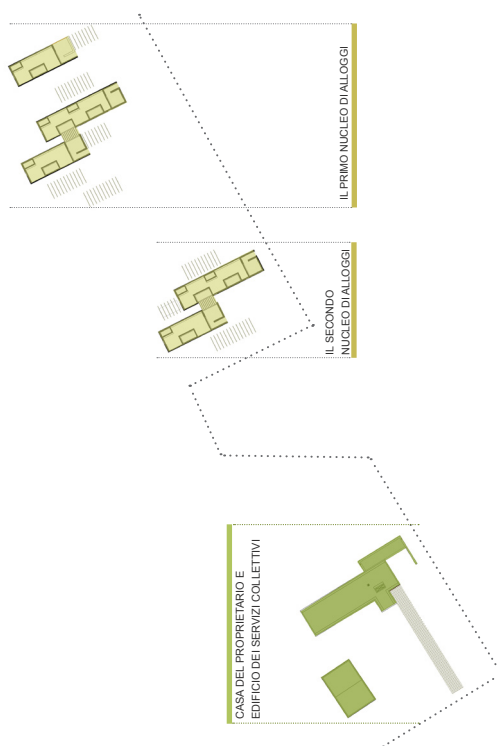 IL PRIMO NUCLEO DI ALLOGGI
IL SECONDO
NUCLEO DI ALLOGGI
CASA DEL PROPRIETARIO E
EDIFICIO DEI SERVIZI COLLETTIVI